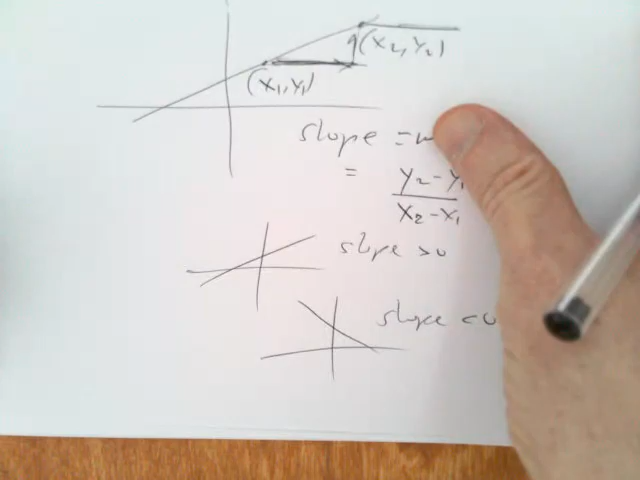 (x₂, y₂)
(x₁, y₁)
slope = m
= y₂ - y₁
x₂ - x₁
slope > 0
slope < 0